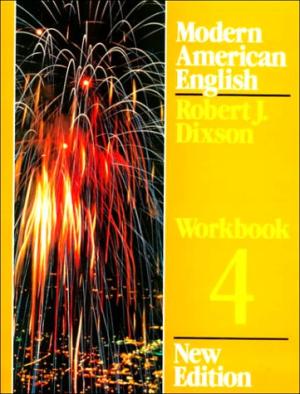 Modern
American
English
Robert J.
Dixson
Workbook
4
New
Edition